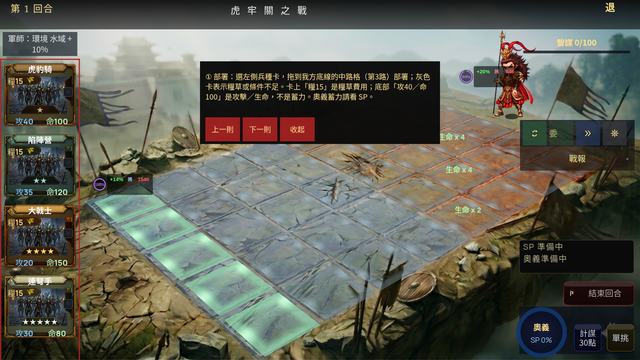 第 1 回合
虎牢關之戰
退
軍師：環境 水域 +
10%
智謀 0/100
虎豹騎
糧15
★
攻40 命100
陷陣營
糧15
★★
攻35 命120
大戟士
糧15
★★★★
攻20 命150
連弩手
糧15
★★★★★
攻30 命80
① 部署：選左側兵種卡，拖到我方底線的中路格（第3路）部署；灰色
卡表示糧草或條件不足。卡上「糧15」是糧草費用；底部「攻40／命
100」是攻擊／生命，不是蓄力。奧義蓄力請看 SP。
上一則
下一則
收起
+20%
生命 x 4
生命 x 4
生命 x 2
+14%
1540
委
戰報
SP 準備中
奧義準備中
P 結束回合
奧義
SP 0%
計謀
30點
單挑